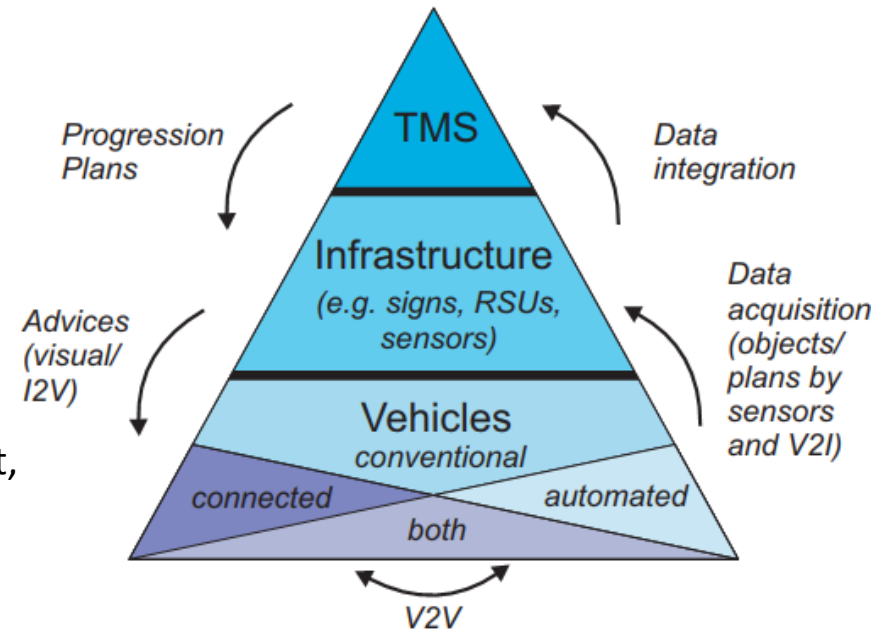 TMS
Progression
Plans
Data
integration
Infrastructure
(e.g. signs, RSUs,
sensors)
Advices
(visual/
I2V)
Data
acquisition
(objects/
plans by
sensors
and V2I)
Vehicles
conventional
t,
connected
automated
both
V2V